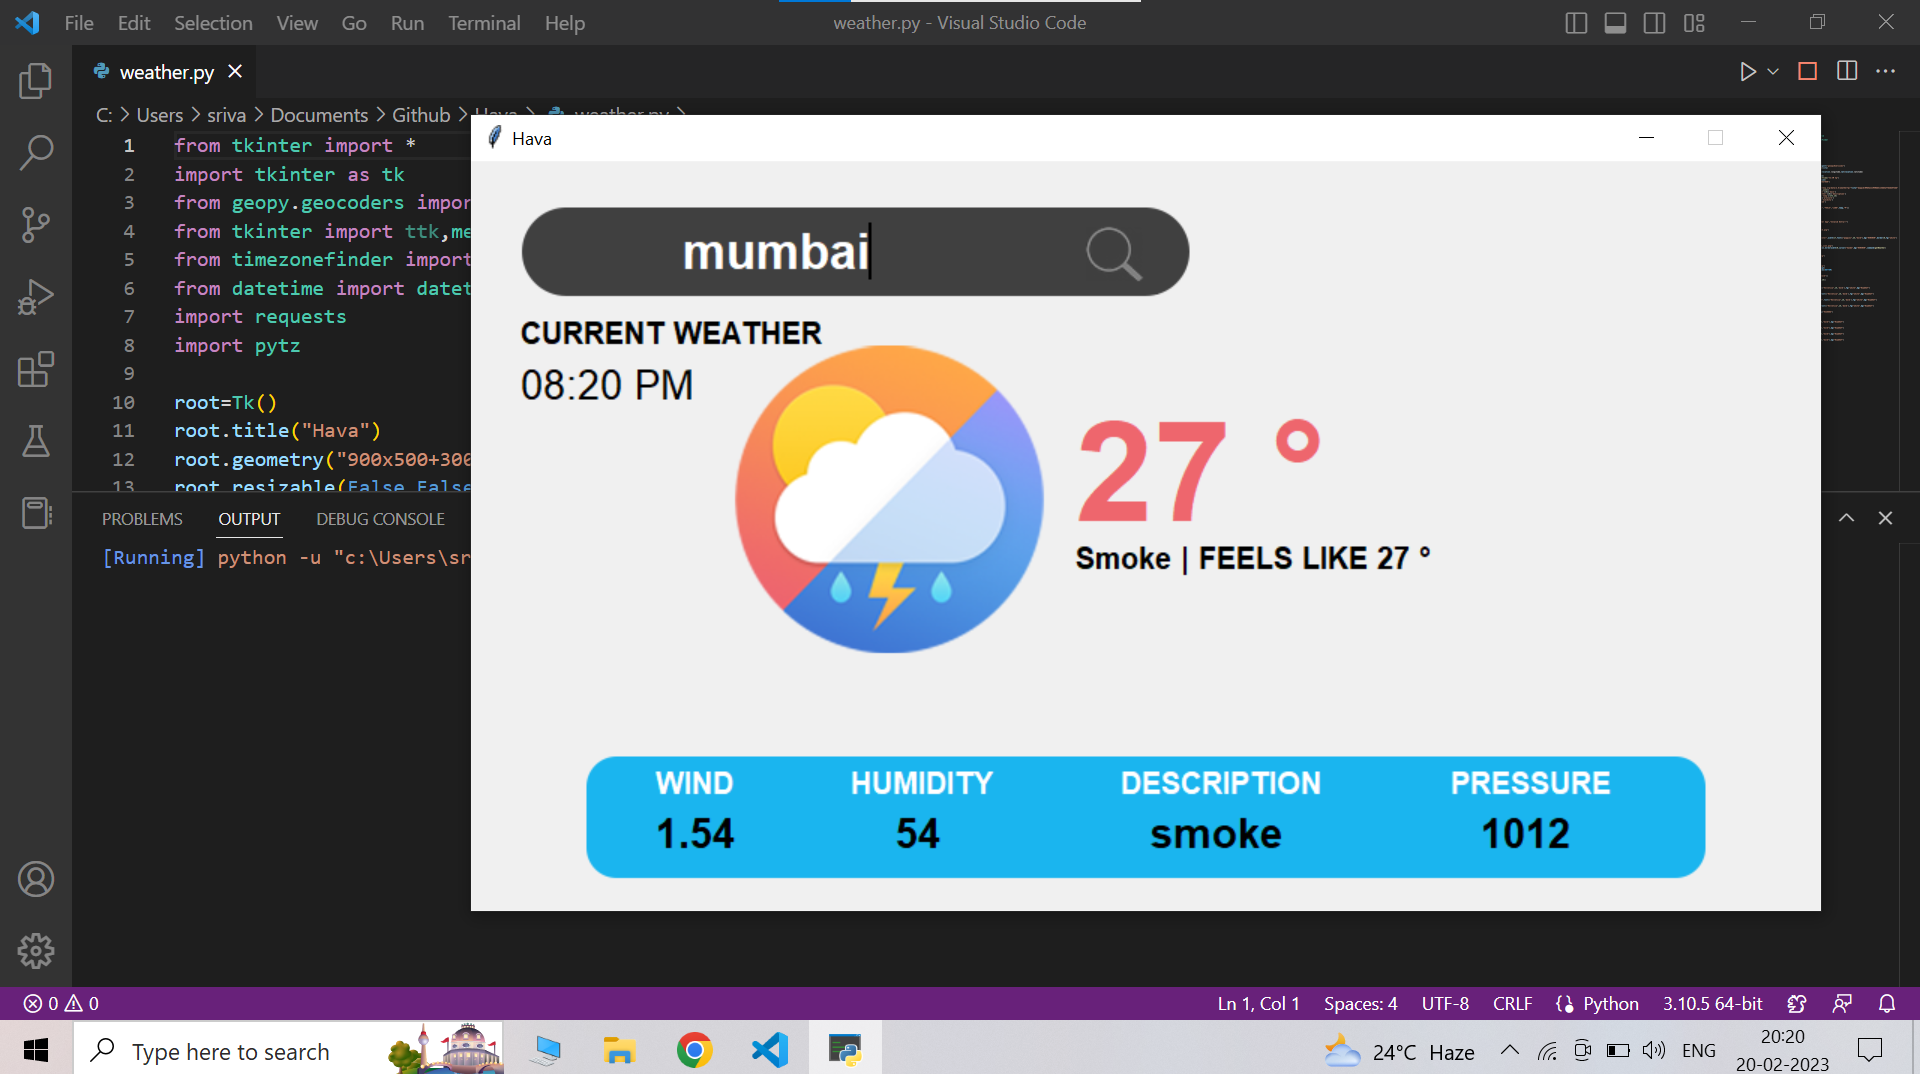 File Edit Selection View Go Run Terminal Help
weather.py - Visual Studio Code
weather.py
C: > Users > sriva > Documents > Github > Hava > weather.py >
1 from tkinter import *
2 import tkinter as tk
3 from geopy.geocoders impor
4 from tkinter import ttk,me
5 from timezonefinder import
6 from datetime import datet
7 import requests
8 import pytz
9
10 root=Tk()
11 root.title("Hava")
12 root.geometry("900x500+300
13 root.resizable(False,False
PROBLEMS OUTPUT DEBUG CONSOLE
[Running] python -u "c:\Users\sr
Hava
mumbai
CURRENT WEATHER
08:20 PM
27 °
Smoke | FEELS LIKE 27 °
WIND HUMIDITY DESCRIPTION PRESSURE
1.54 54 smoke 1012
0 0 Ln 1, Col 1 Spaces: 4 UTF-8 CRLF Python 3.10.5 64-bit
Type here to search
24°C Haze ENG
20:20
20-02-2023